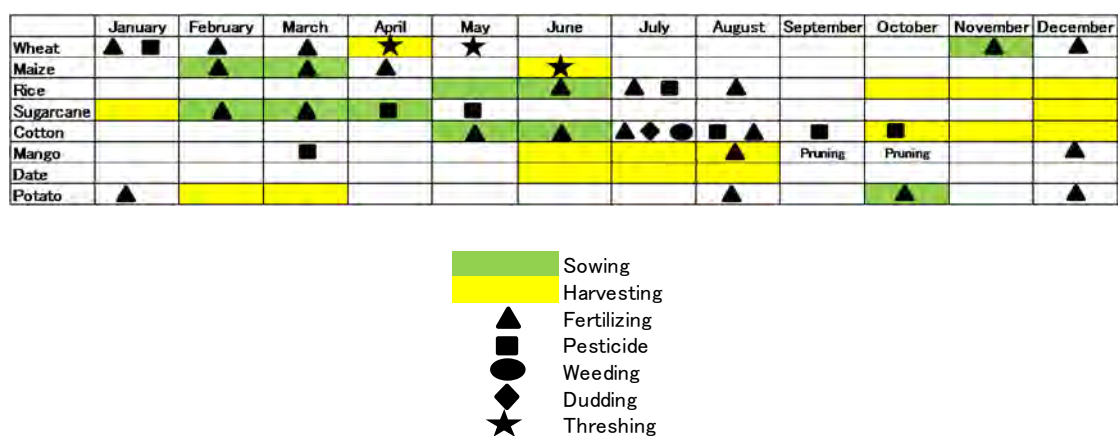 January February March April May June July August September October November December
Wheat
Maize
Rice
Sugarcane
Cotton
Mango Pruning Pruning
Date
Potato
Sowing
Harvesting
Fertilizing
Pesticide
Weeding
Dudding
Threshing